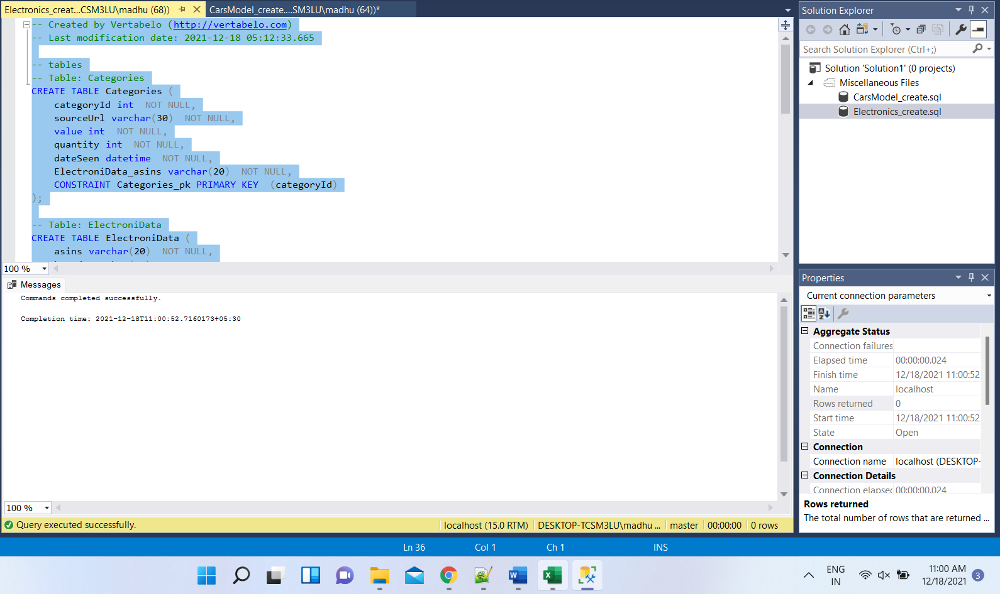 Electronics_creat...CSM3LU\madhu (68))
CarsModel_create....SM3LU\madhu (64))*
-- Created by Vertabelo (http://vertabelo.com)
-- Last modification date: 2021-12-18 05:12:33.665
-- tables
-- Table: Categories
CREATE TABLE Categories (
categoryId int  NOT NULL,
sourceUrl varchar(30)  NOT NULL,
value int  NOT NULL,
quantity int  NOT NULL,
dateSeen datetime  NOT NULL,
ElectroniData_asins varchar(20)  NOT NULL,
CONSTRAINT Categories_pk PRIMARY KEY  (categoryId)
);
-- Table: ElectroniData
CREATE TABLE ElectroniData (
asins varchar(20)  NOT NULL,
100 %
Messages
Commands completed successfully.
Completion time: 2021-12-18T11:00:52.7160173+05:30
100 %
Query executed successfully.
localhost (15.0 RTM)
DESKTOP-TCSM3LU\madhu ...
master
00:00:00
0 rows
Solution Explorer
Search Solution Explorer (Ctrl+;)
Solution 'Solution1' (0 projects)
Miscellaneous Files
CarsModel_create.sql
Electronics_create.sql
Properties
Current connection parameters
Aggregate Status
Connection failures
Elapsed time 00:00:00.024
Finish time 12/18/2021 11:00:52
Name localhost
Rows returned 0
Start time 12/18/2021 11:00:52
State Open
Connection
Connection name localhost (DESKTOP-
Connection Details
Connection elapsec 00:00:00.024
Rows returned
The total number of rows that are returned ...
Ln 36
Col 1
Ch 1
INS
ENG
IN
11:00 AM
12/18/2021
3